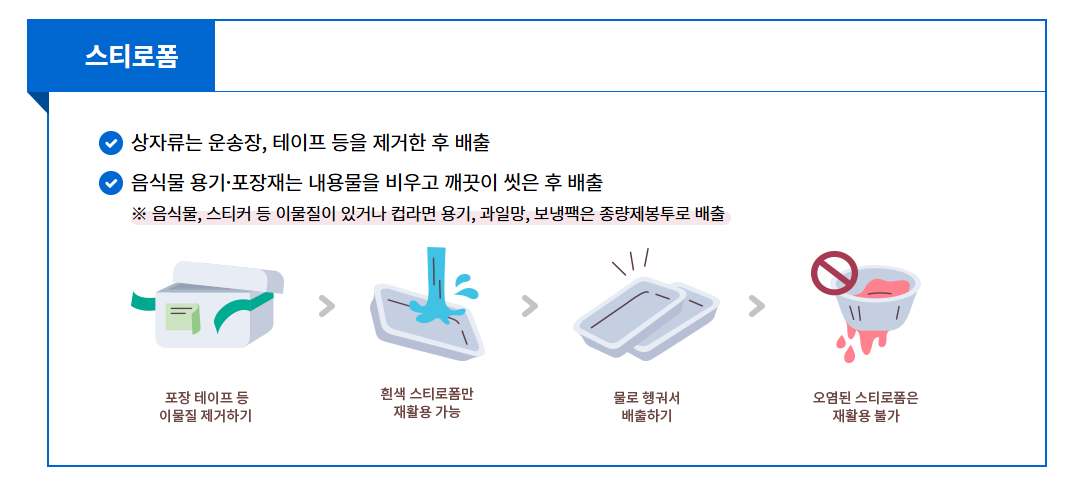 스티로폼
상자류는 운송장, 테이프 등을 제거한 후 배출
음식물 용기·포장재는 내용물을 비우고 깨끗이 씻은 후 배출
※ 음식물, 스티커 등 이물질이 있거나 컵라면 용기, 과일망, 보냉팩은 종량제봉투로 배출
포장 테이프 등
이물질 제거하기
흰색 스티로폼만
재활용 가능
물로 헹궈서
배출하기
오염된 스티로폼은
재활용 불가